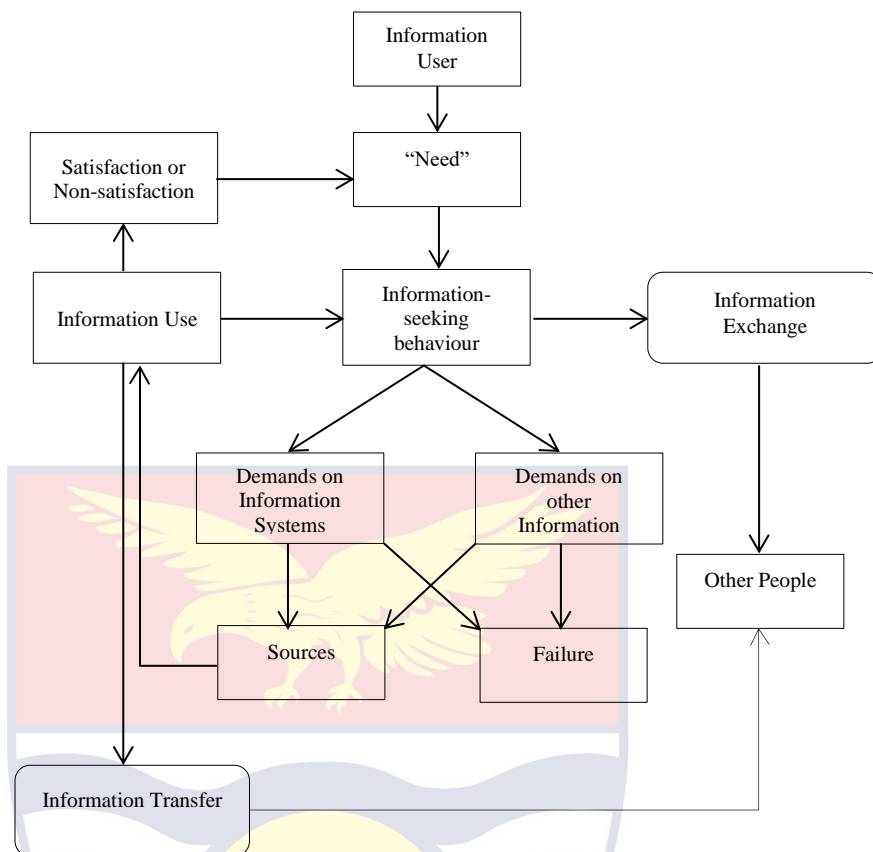 Information
User
Satisfaction or
Non-satisfaction
“Need”
Information Use
Information-
seeking
behaviour
Information
Exchange
Demands on
Information
Systems
Demands on
other
Information
Other People
Sources
Failure
Information Transfer